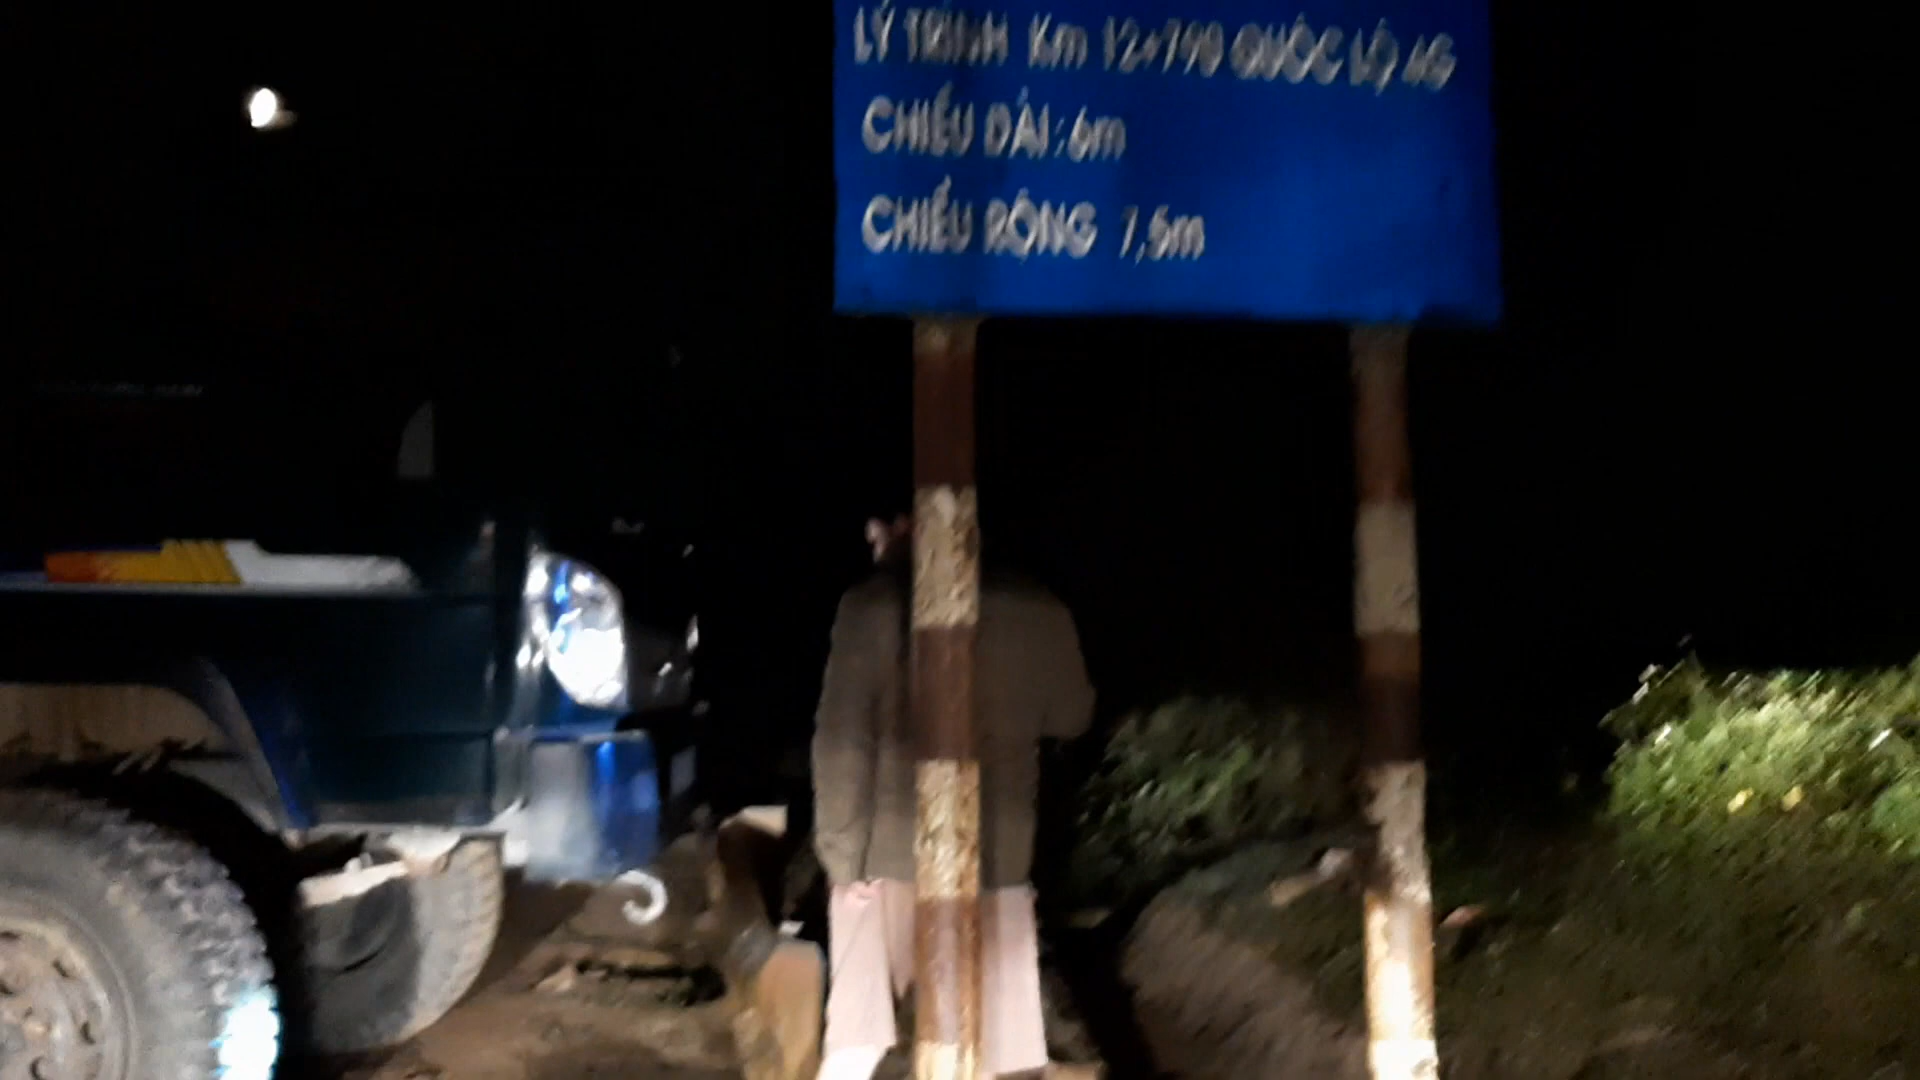 LÝ TRÌNH Km 12+790 QUỐC LỘ 4G
CHIỀU DÀI: 6m
CHIỀU RỘNG 7,5m